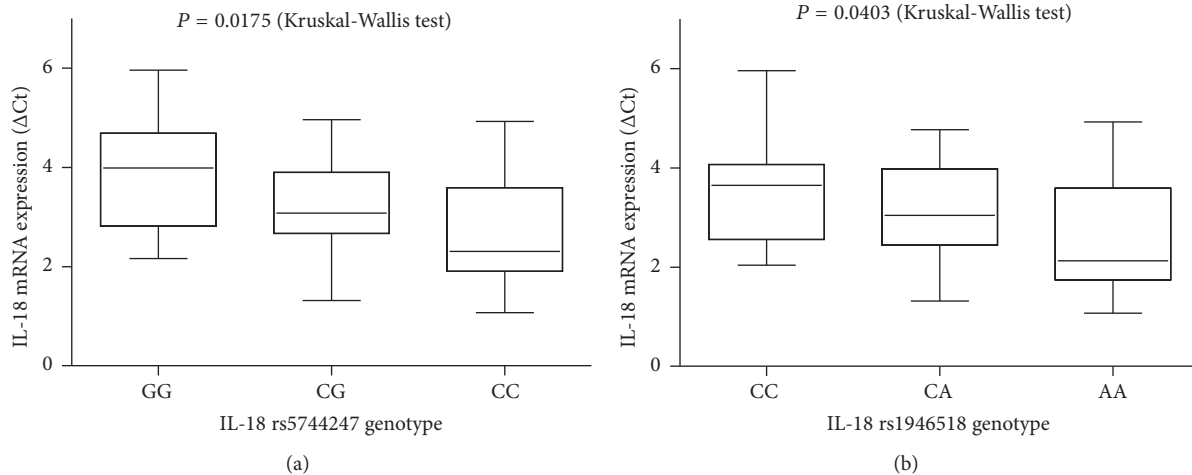 P = 0.0175 (Kruskal-Wallis test)
IL-18 mRNA expression (ΔCt)
6
4
2
0
GG CG CC
IL-18 rs5744247 genotype
(a)
P = 0.0403 (Kruskal-Wallis test)
IL-18 mRNA expression (ΔCt)
6
4
2
0
CC CA AA
IL-18 rs1946518 genotype
(b)